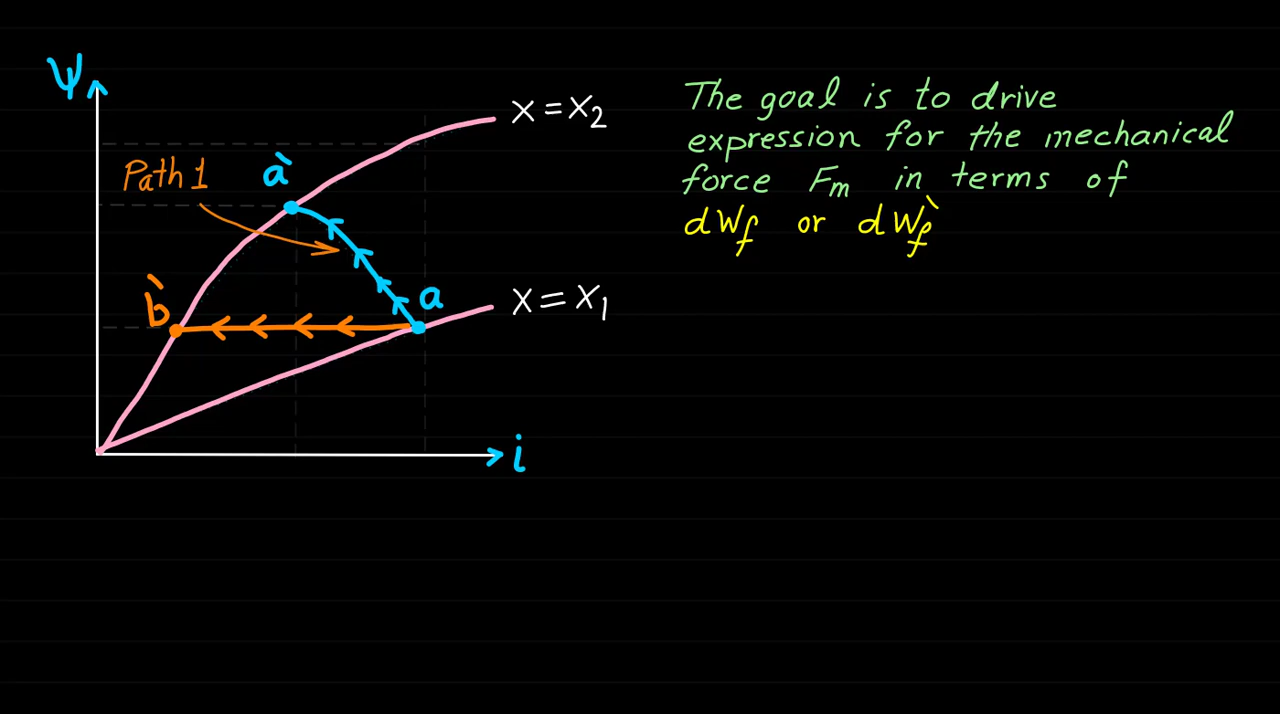 ψ
x=x₂
Path 1
à
a
x=x₁
b̀
i
The goal is to drive
expression for the mechanical
force Fm in terms of
dWf or dWf̀